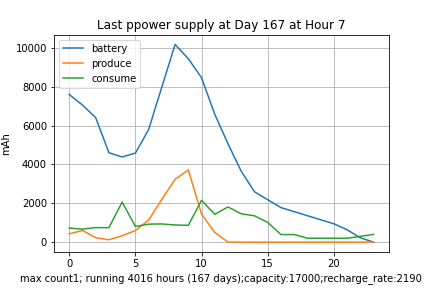 Last ppower supply at Day 167 at Hour 7
battery
produce
consume
mAh
10000
8000
6000
4000
2000
0
0 5 10 15 20
max count1; running 4016 hours (167 days);capacity:17000;recharge_rate:2190